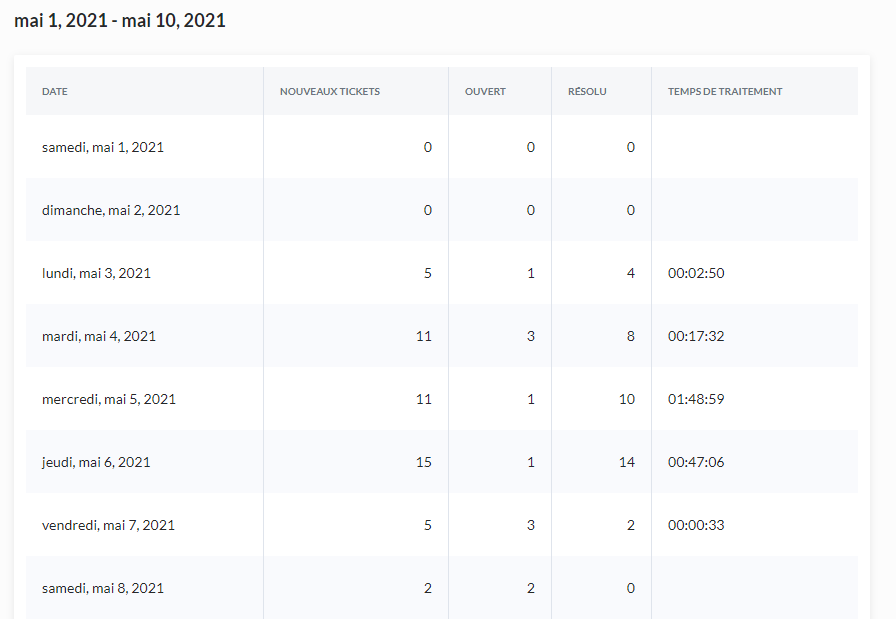 mai 1, 2021 - mai 10, 2021
DATE NOUVEAUX TICKETS OUVERT RÉSOLU TEMPS DE TRAITEMENT
samedi, mai 1, 2021 0 0 0
dimanche, mai 2, 2021 0 0 0
lundi, mai 3, 2021 5 1 4 00:02:50
mardi, mai 4, 2021 11 3 8 00:17:32
mercredi, mai 5, 2021 11 1 10 01:48:59
jeudi, mai 6, 2021 15 1 14 00:47:06
vendredi, mai 7, 2021 5 3 2 00:00:33
samedi, mai 8, 2021 2 2 0